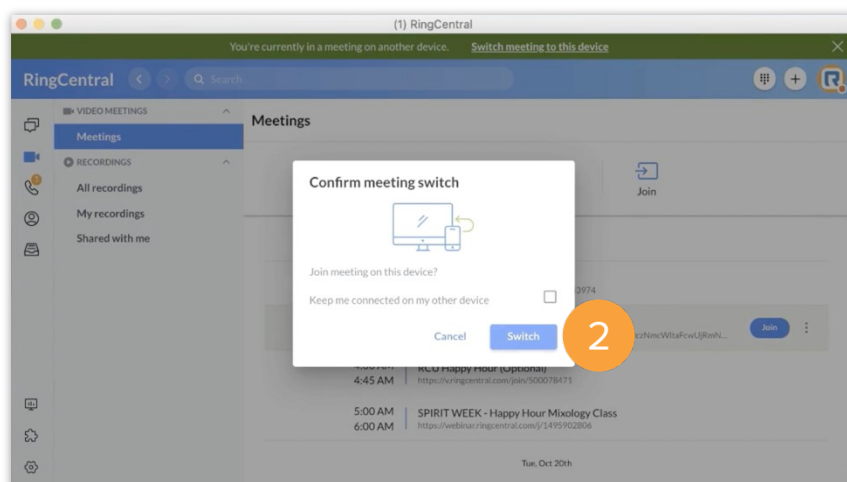 (1) RingCentral
You're currently in a meeting on another device. Switch meeting to this device
RingCentral Search
VIDEO MEETINGS
Meetings
RECORDINGS
All recordings
My recordings
Shared with me
Meetings
Join
Confirm meeting switch
Join meeting on this device?
Keep me connected on my other device
Cancel Switch
2
3974
Join
4:45 AM
RCU Happy Hour (Optional)
https://v.ringcentral.com/join/500078471
5:00 AM
6:00 AM
SPIRIT WEEK - Happy Hour Mixology Class
https://webinar.ringcentral.com/j/1495902806
Tue, Oct 20th